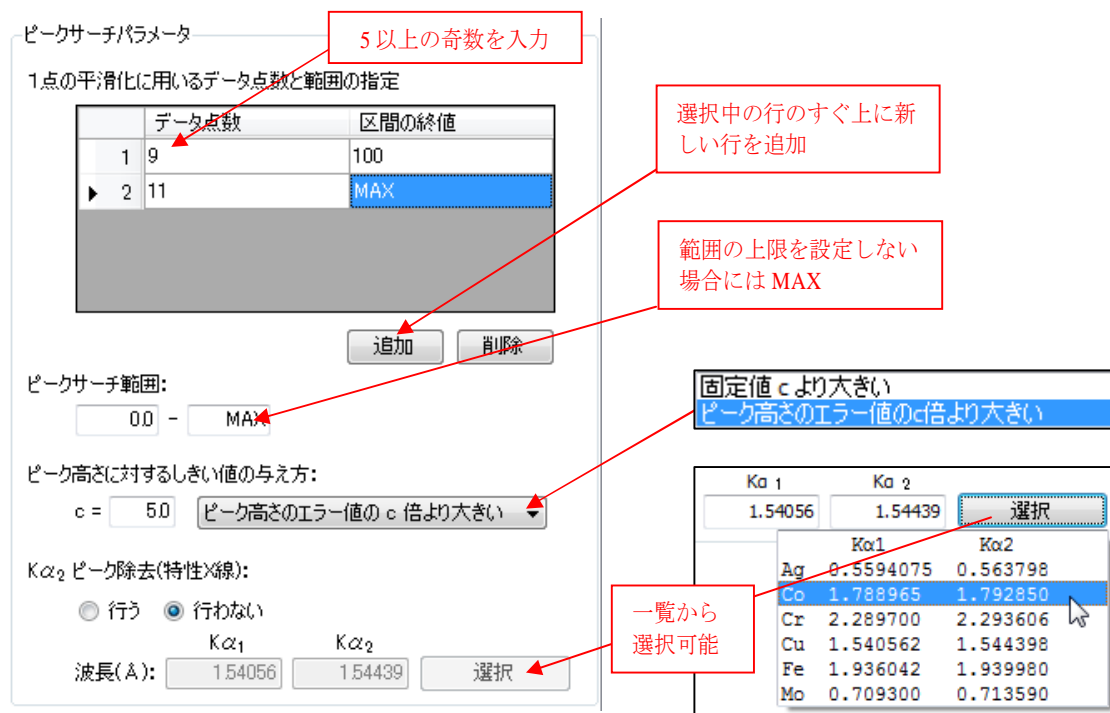 ピークサーチパラメータ
5以上の奇数を入力
1点の平滑化に用いるデータ点数と範囲の指定
データ点数 区間の終値
1 9 100
2 11 MAX
選択中の行のすぐ上に新
しい行を追加
範囲の上限を設定しない
場合には MAX
追加 削除
ピークサーチ範囲:
0.0 - MAX
固定値 c より大きい
ピーク高さのエラー値のc倍より大きい
ピーク高さに対するしきい値の与え方:
c = 5.0 ピーク高さのエラー値の c 倍より大きい
Kα2 ピーク除去(特性X線):
行う 行わない
Kα1 Kα2
波長(Å): 1.54056 1.54439 選択
一覧から
選択可能
Kα 1 Kα 2
1.54056 1.54439 選択
Kα1 Kα2
Ag 0.5594075 0.563798
Co 1.788965 1.792850
Cr 2.289700 2.293606
Cu 1.540562 1.544398
Fe 1.936042 1.939980
Mo 0.709300 0.713590